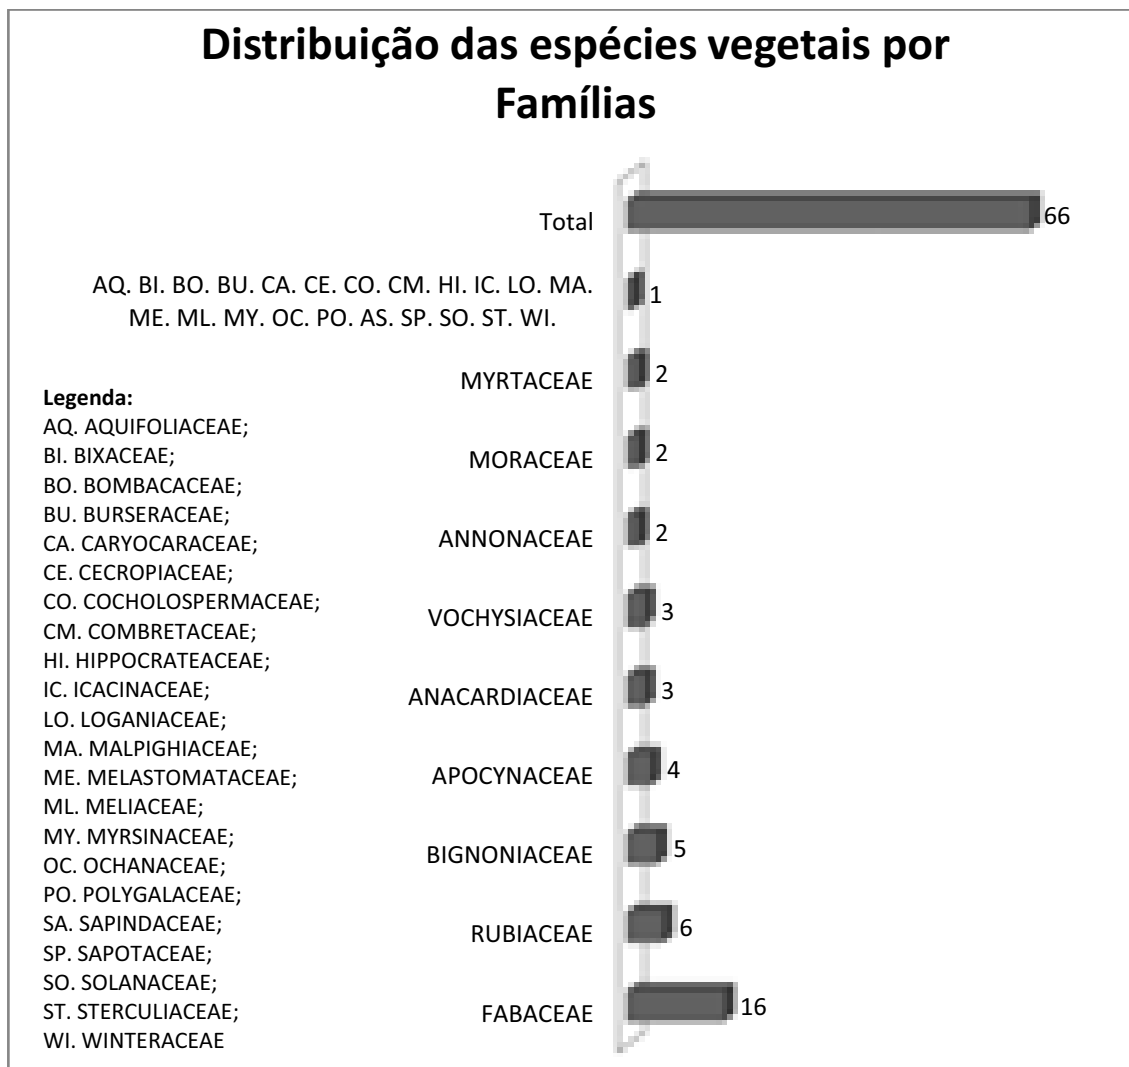 Distribuição das espécies vegetais por
Famílias
Total
66
AQ. BI. BO. BU. CA. CE. CO. CM. HI. IC. LO. MA.
ME. ML. MY. OC. PO. AS. SP. SO. ST. WI.
1
MYRTACEAE
2
MORACEAE
2
ANNONACEAE
2
VOCHYSIACEAE
3
ANACARDIACEAE
3
APOCYNACEAE
4
BIGNONIACEAE
5
RUBIACEAE
6
FABACEAE
16
Legenda:
AQ. AQUIFOLIACEAE;
BI. BIXACEAE;
BO. BOMBACACEAE;
BU. BURSERACEAE;
CA. CARYOCARACEAE;
CE. CECROPIACEAE;
CO. COCHOLOSPERMACEAE;
CM. COMBRETACEAE;
HI. HIPPOCRATEACEAE;
IC. ICACINACEAE;
LO. LOGANIACEAE;
MA. MALPIGHIACEAE;
ME. MELASTOMATACEAE;
ML. MELIACEAE;
MY. MYRSINACEAE;
OC. OCHANACEAE;
PO. POLYGALACEAE;
SA. SAPINDACEAE;
SP. SAPOTACEAE;
SO. SOLANACEAE;
ST. STERCULIACEAE;
WI. WINTERACEAE